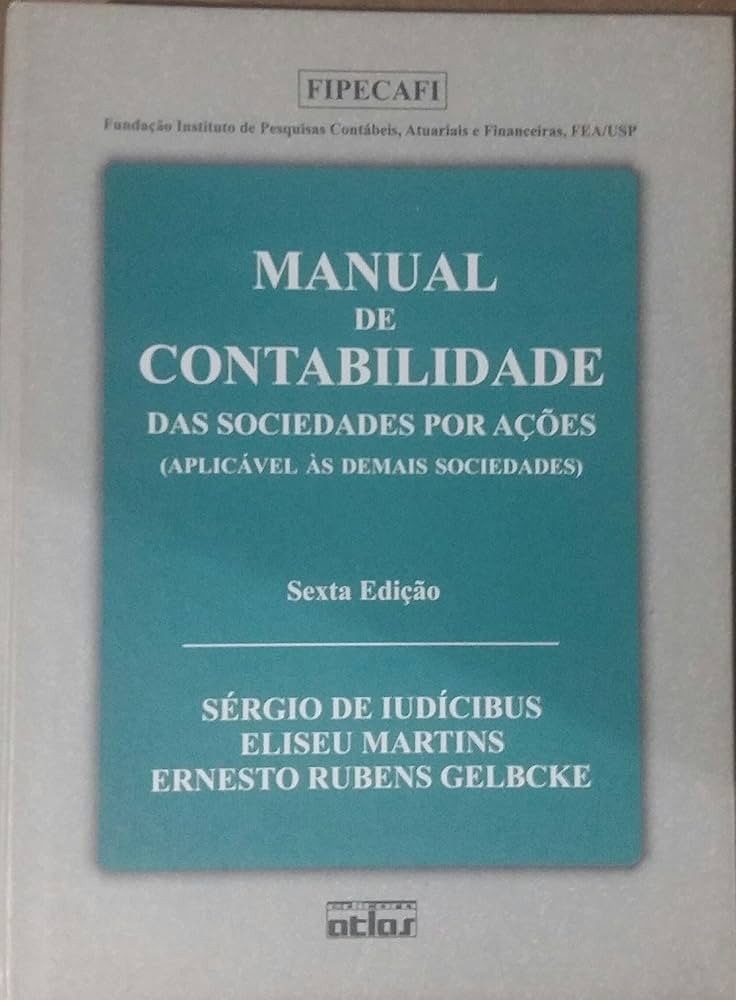 FIPECAFI
Fundação Instituto de Pesquisas Contábeis, Atuariais e Financeiras, FEA/USP
MANUAL
DE
CONTABILIDADE
DAS SOCIEDADES POR AÇÕES
(APLICÁVEL ÀS DEMAIS SOCIEDADES)
Sexta Edição
SÉRGIO DE IUDÍCIBUS
ELISEU MARTINS
ERNESTO RUBENS GELBCKE
atlas